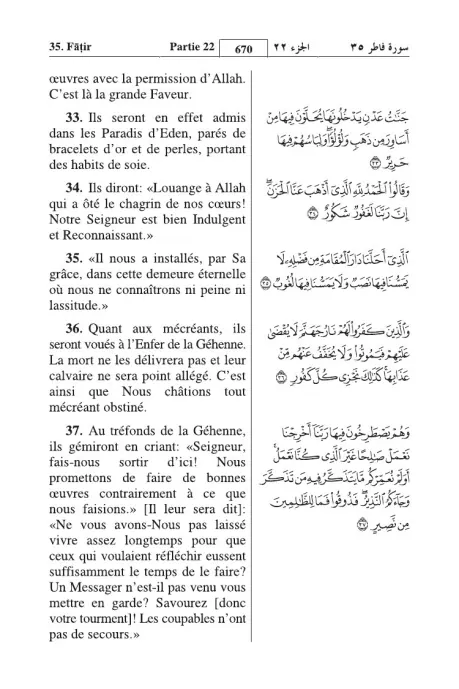 35. Fāṭir Partie 22 670 الجزء ٢٢ سورة فاطر ٣٥
œuvres avec la permission d’Allah.
C’est là la grande Faveur.
33. Ils seront en effet admis
dans les Paradis d’Eden, parés de
bracelets d’or et de perles, portant
des habits de soie.
34. Ils diront: «Louange à Allah
qui a ôté le chagrin de nos cœurs!
Notre Seigneur est bien Indulgent
et Reconnaissant.»
35. «Il nous a installés, par Sa
grâce, dans cette demeure éternelle
où nous ne connaîtrons ni peine ni
lassitude.»
36. Quant aux mécréants, ils
seront voués à l’Enfer de la Géhenne.
La mort ne les délivrera pas et leur
calvaire ne sera point allégé. C’est
ainsi que Nous châtions tout
mécréant obstiné.
37. Au tréfonds de la Géhenne,
ils gémiront en criant: «Seigneur,
fais-nous sortir d’ici! Nous
promettons de faire de bonnes
œuvres contrairement à ce que
nous faisions.» [Il leur sera dit]:
«Ne vous avons-Nous pas laissé
vivre assez longtemps pour que
ceux qui voulaient réfléchir eussent
suffisamment le temps de le faire?
Un Messager n’est-il pas venu vous
mettre en garde? Savourez [donc
votre tourment]! Les coupables n’ont
pas de secours.»
جَنَّٰتُ عَدْنٍ يَدْخُلُونَهَا يُحَلَّوْنَ فِيهَا مِنْ
أَسَاوِرَ مِن ذَهَبٍ وَلُؤْلُؤًا ۖ وَلِبَاسُهُمْ فِيهَا
حَرِيرٌ ٣٣
وَقَالُوا۟ ٱلْحَمْدُ لِلَّهِ ٱلَّذِىٓ أَذْهَبَ عَنَّا ٱلْحَزَنَ ۖ
إِنَّ رَبَّنَا لَغَفُورٌ شَكُورٌ ٣٤
ٱلَّذِىٓ أَحَلَّنَا دَارَ ٱلْمُقَامَةِ مِن فَضْلِهِۦ لَا
يَمَسُّنَا فِيهَا نَصَبٌ وَلَا يَمَسُّنَا فِيهَا لُغُوبٌ ٣٥
وَٱلَّذِينَ كَفَرُوا۟ لَهُمْ نَارُ جَهَنَّمَ لَا يُقْضَىٰ
عَلَيْهِمْ فَيَمُوتُوا۟ وَلَا يُخَفَّفُ عَنْهُم مِّنْ
عَذَابِهَا ۚ كَذَٰلِكَ نَجْزِى كُلَّ كَفُورٍ ٣٦
وَهُمْ يَصْطَرِخُونَ فِيهَا رَبَّنَآ أَخْرِجْنَا
نَعْمَلْ صَٰلِحًا غَيْرَ ٱلَّذِى كُنَّا نَعْمَلُ ۚ
أَوَلَمْ نُعَمِّرْكُم مَّا يَتَذَكَّرُ فِيهِ مَن تَذَكَّرَ
وَجَآءَكُمُ ٱلنَّذِيرُ ۖ فَذُوقُوا۟ فَمَا لِلظَّٰلِمِينَ
مِن نَّصِيرٍ ٣٧